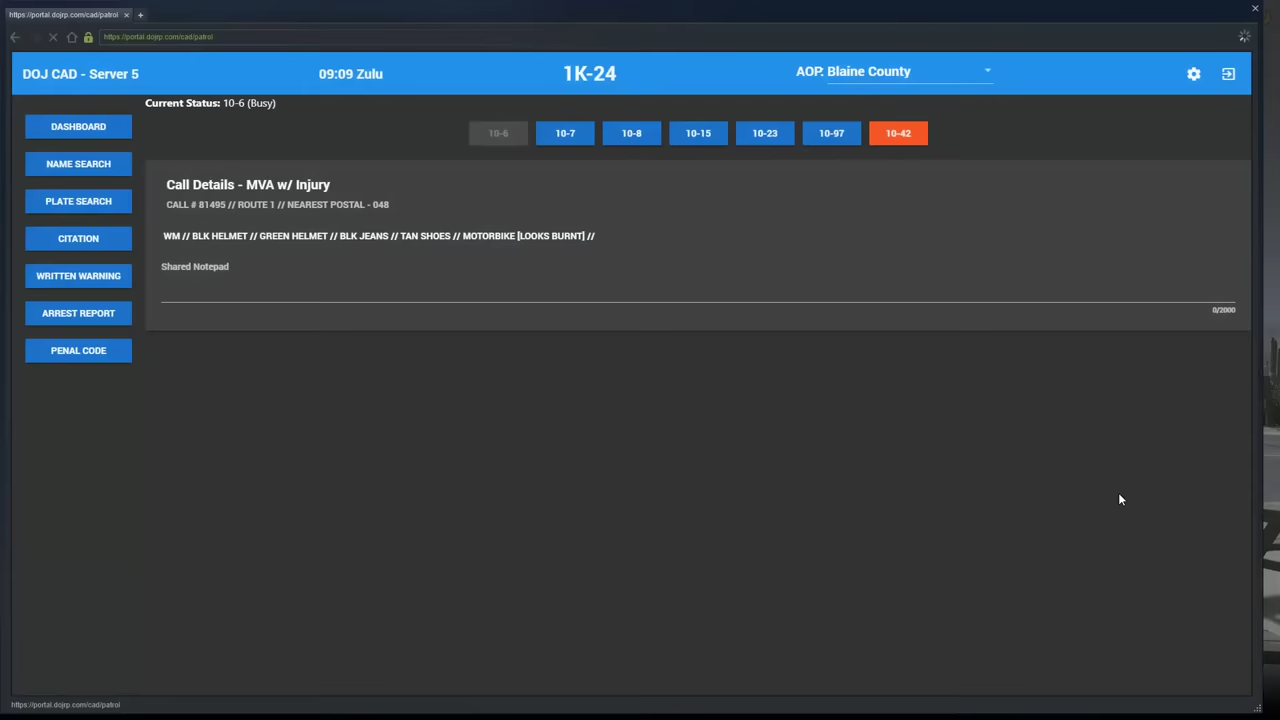 https://portal.dojrp.com/cad/patrol
https://portal.dojrp.com/cad/patrol
DOJ CAD - Server 5
09:09 Zulu
1K-24
AOP: Blaine County
Current Status: 10-6 (Busy)
DASHBOARD
10-6
10-7
10-8
10-15
10-23
10-97
10-42
NAME SEARCH
PLATE SEARCH
CITATION
WRITTEN WARNING
ARREST REPORT
PENAL CODE
Call Details - MVA w/ Injury
CALL # 81495 // ROUTE 1 // NEAREST POSTAL - 048
WM // BLK HELMET // GREEN HELMET // BLK JEANS // TAN SHOES // MOTORBIKE [LOOKS BURNT] //
Shared Notepad
0/2000
https://portal.dojrp.com/cad/patrol